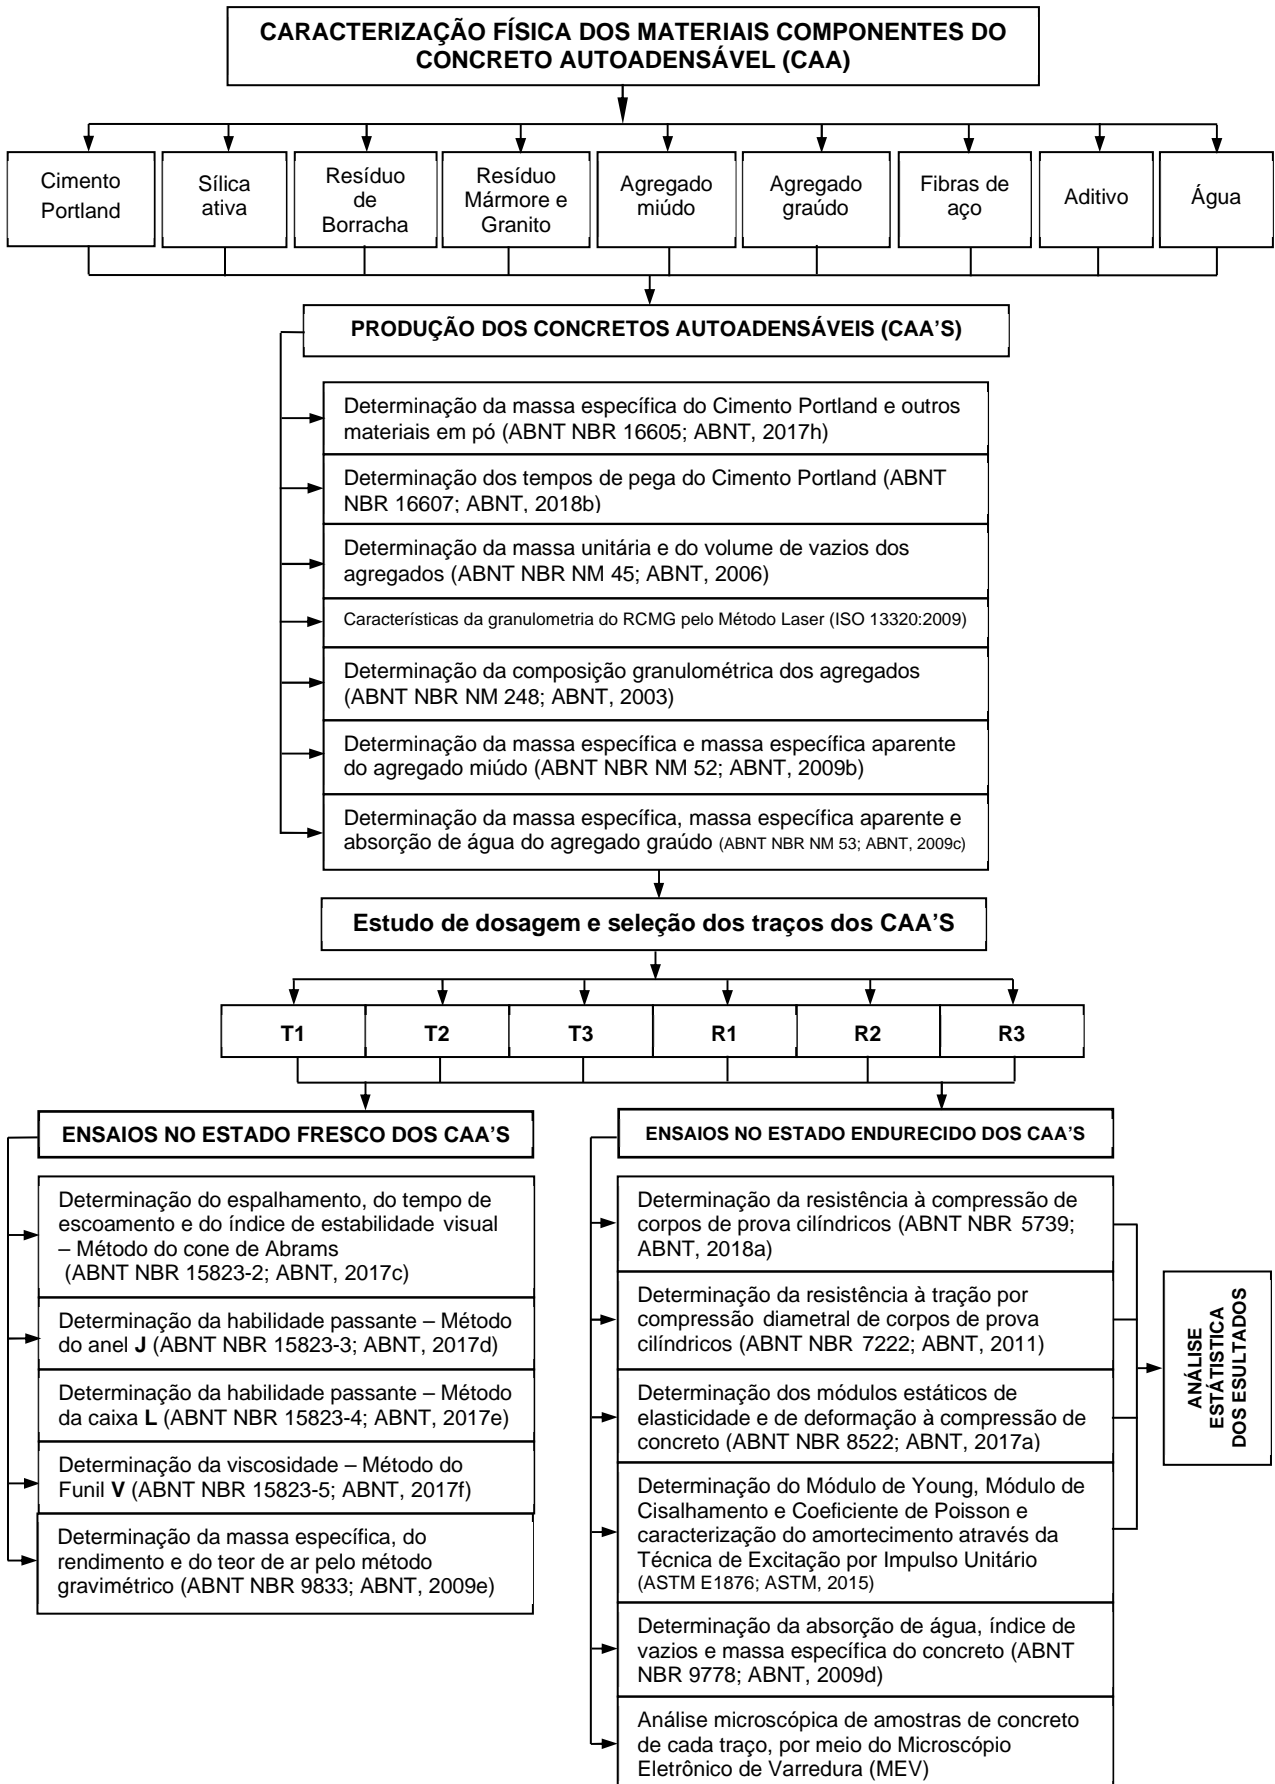 CARACTERIZAÇÃO FÍSICA DOS MATERIAIS COMPONENTES DO
CONCRETO AUTOADENSÁVEL (CAA)
Cimento
Portland
Sílica
ativa
Resíduo
de
Borracha
Resíduo
Mármore e
Granito
Agregado
miúdo
Agregado
graúdo
Fibras de
aço
Aditivo
Água
PRODUÇÃO DOS CONCRETOS AUTOADENSÁVEIS (CAA'S)
Determinação da massa específica do Cimento Portland e outros
materiais em pó (ABNT NBR 16605; ABNT, 2017h)
Determinação dos tempos de pega do Cimento Portland (ABNT
NBR 16607; ABNT, 2018b)
Determinação da massa unitária e do volume de vazios dos
agregados (ABNT NBR NM 45; ABNT, 2006)
Características da granulometria do RCMG pelo Método Laser (ISO 13320:2009)
Determinação da composição granulométrica dos agregados
(ABNT NBR NM 248; ABNT, 2003)
Determinação da massa específica e massa específica aparente
do agregado miúdo (ABNT NBR NM 52; ABNT, 2009b)
Determinação da massa específica, massa específica aparente e
absorção de água do agregado graúdo (ABNT NBR NM 53; ABNT, 2009c)
Estudo de dosagem e seleção dos traços dos CAA'S
T1
T2
T3
R1
R2
R3
ENSAIOS NO ESTADO FRESCO DOS CAA'S
Determinação do espalhamento, do tempo de
escoamento e do índice de estabilidade visual
– Método do cone de Abrams
(ABNT NBR 15823-2; ABNT, 2017c)
Determinação da habilidade passante – Método
do anel J (ABNT NBR 15823-3; ABNT, 2017d)
Determinação da habilidade passante – Método
da caixa L (ABNT NBR 15823-4; ABNT, 2017e)
Determinação da viscosidade – Método do
Funil V (ABNT NBR 15823-5; ABNT, 2017f)
Determinação da massa específica, do
rendimento e do teor de ar pelo método
gravimétrico (ABNT NBR 9833; ABNT, 2009e)
ENSAIOS NO ESTADO ENDURECIDO DOS CAA'S
Determinação da resistência à compressão de
corpos de prova cilíndricos (ABNT NBR 5739;
ABNT, 2018a)
Determinação da resistência à tração por
compressão diametral de corpos de prova
cilíndricos (ABNT NBR 7222; ABNT, 2011)
Determinação dos módulos estáticos de
elasticidade e de deformação à compressão de
concreto (ABNT NBR 8522; ABNT, 2017a)
Determinação do Módulo de Young, Módulo de
Cisalhamento e Coeficiente de Poisson e
caracterização do amortecimento através da
Técnica de Excitação por Impulso Unitário
(ASTM E1876; ASTM, 2015)
Determinação da absorção de água, índice de
vazios e massa específica do concreto (ABNT
NBR 9778; ABNT, 2009d)
Análise microscópica de amostras de concreto
de cada traço, por meio do Microscópio
Eletrônico de Varredura (MEV)
ANÁLISE
ESTÁTISTICA
DOS ESULTADOS